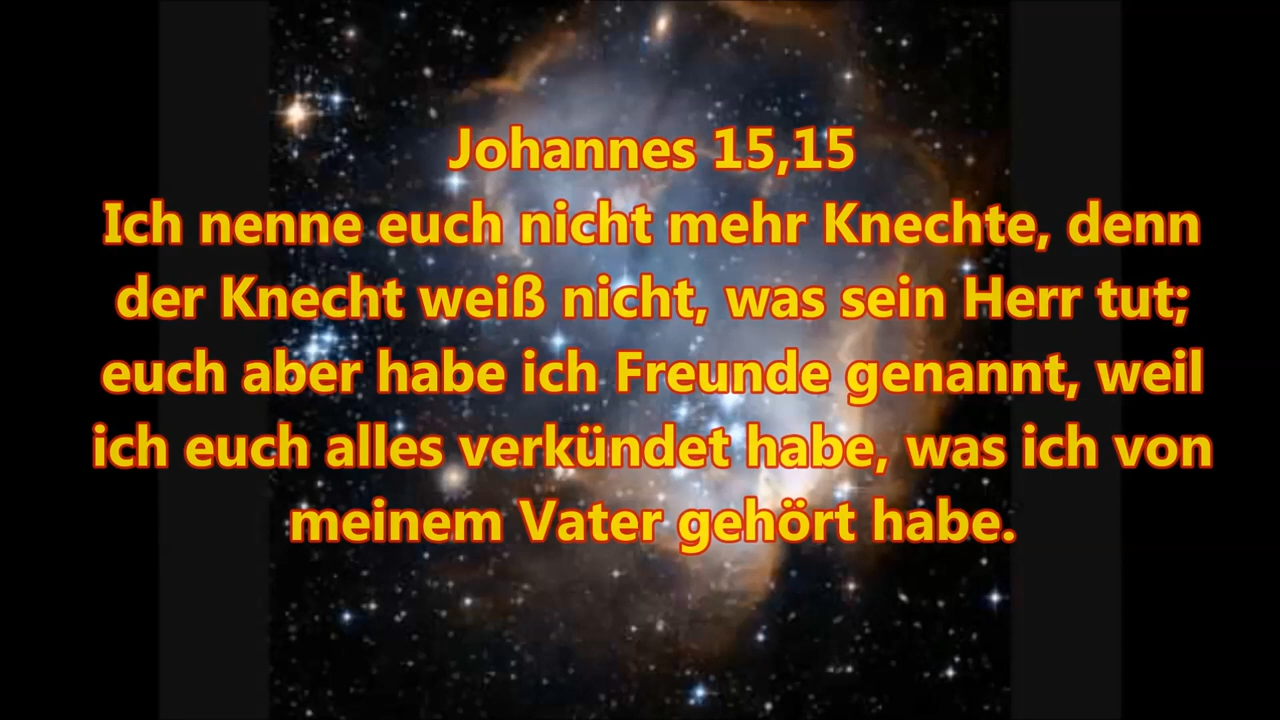 Johannes 15,15
Ich nenne euch nicht mehr Knechte, denn
der Knecht weiß nicht, was sein Herr tut;
euch aber habe ich Freunde genannt, weil
ich euch alles verkündet habe, was ich von
meinem Vater gehört habe.